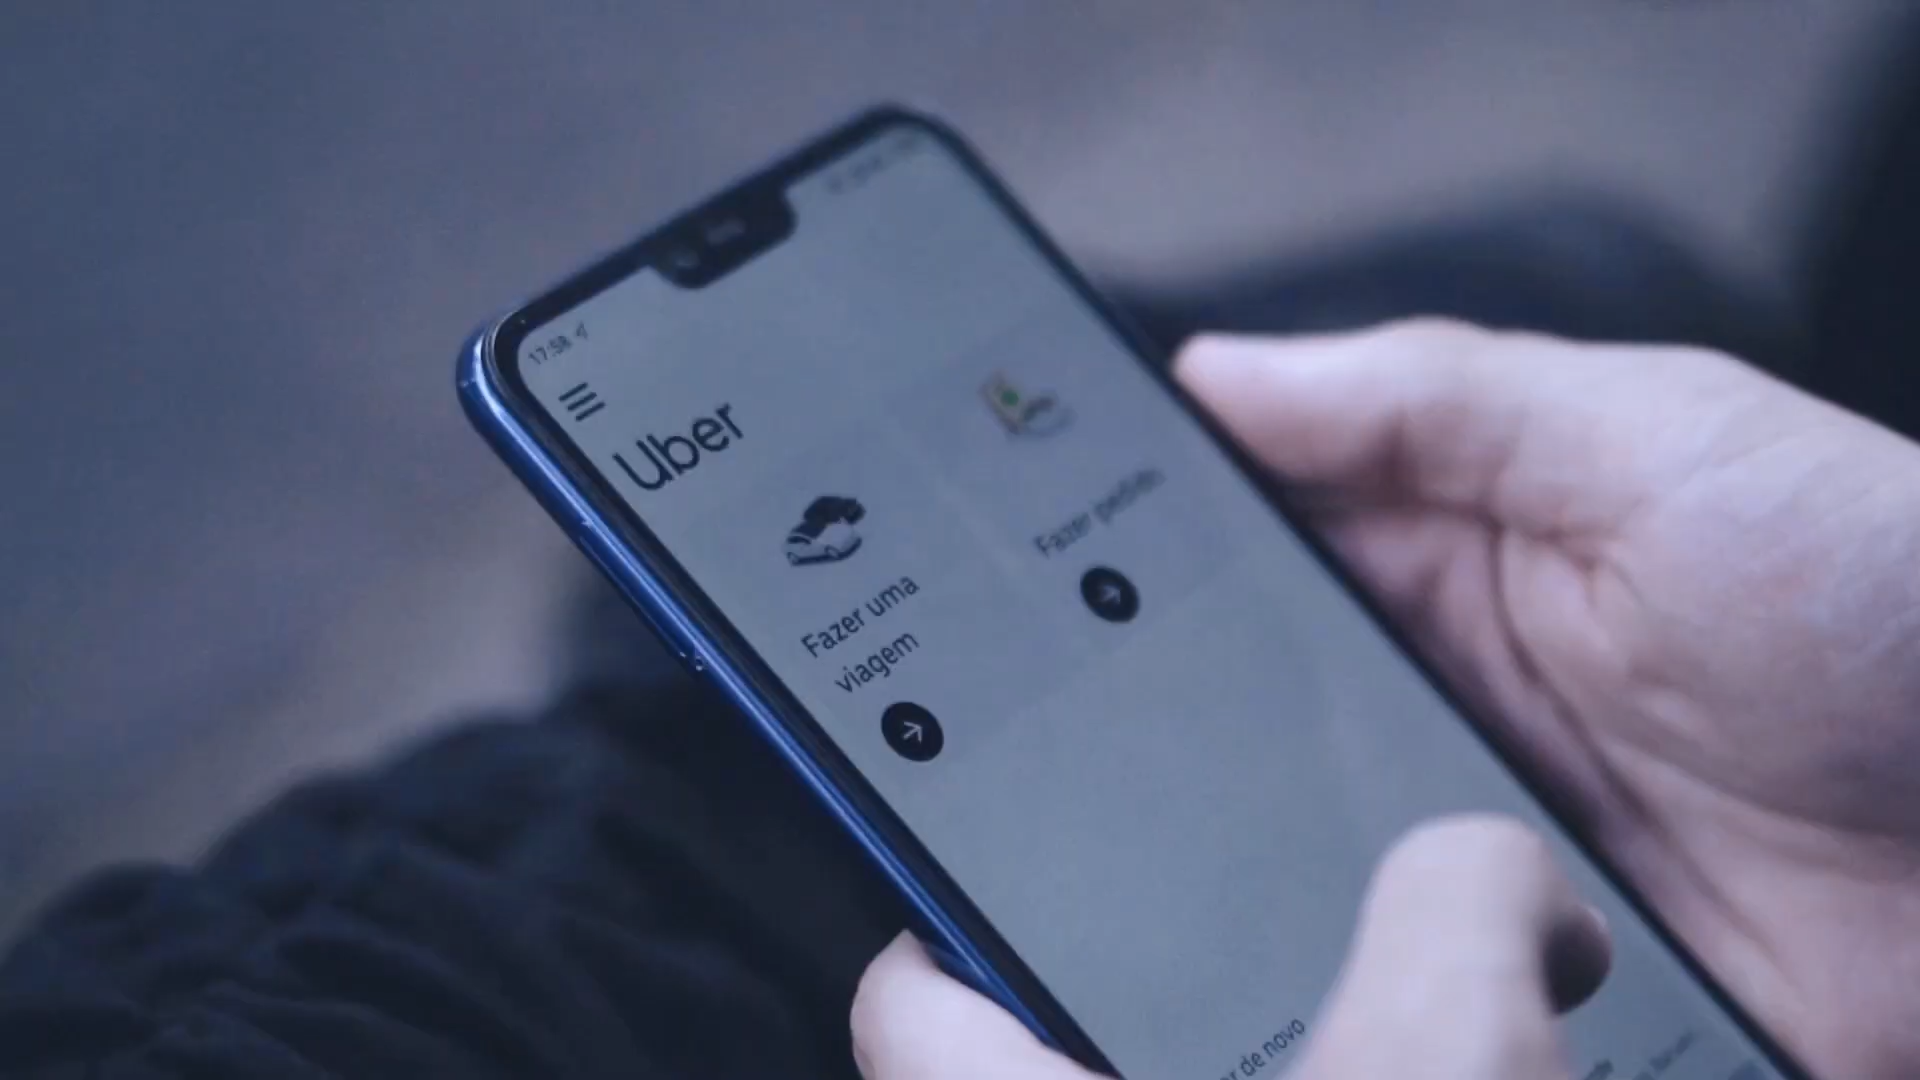 17:58
Uber
Fazer uma
viagem
Fazer pedido
de novo